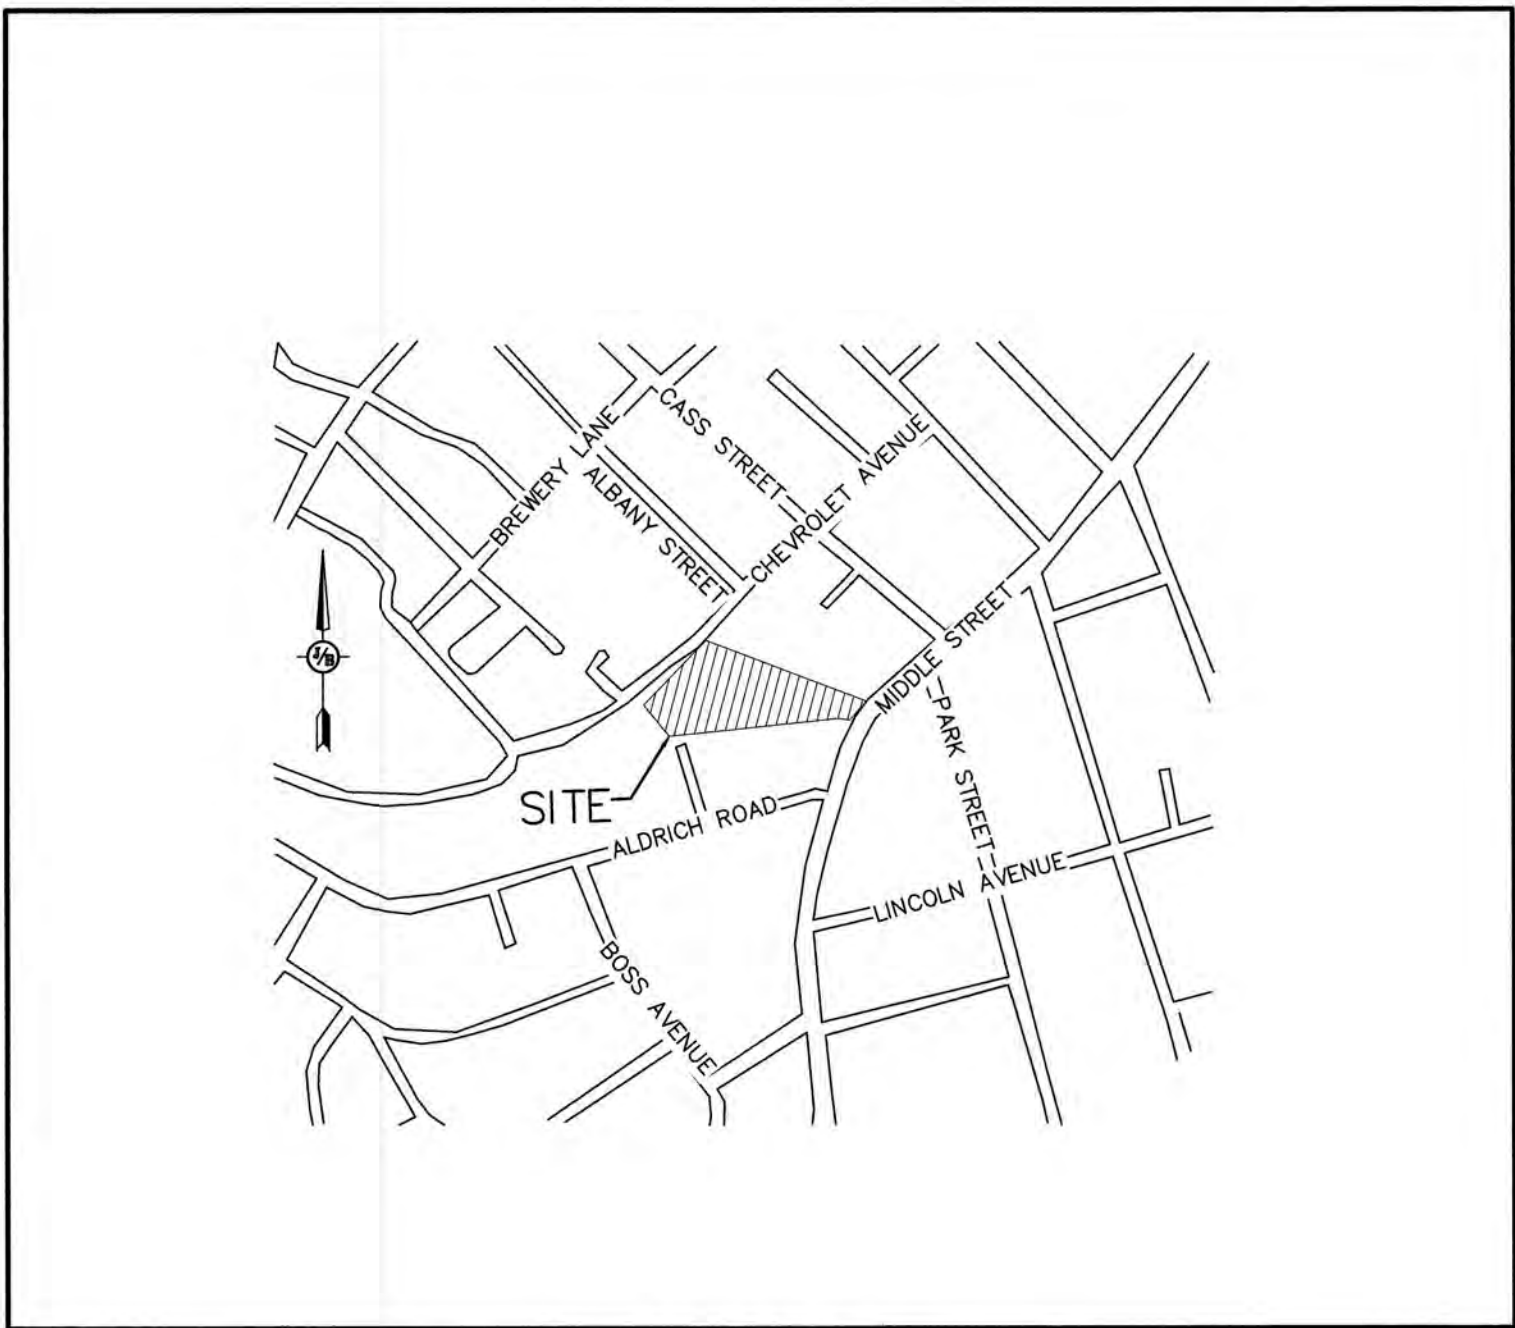 CASS STREET
BREWERY LANE
CHEVROLET AVENUE
ALBANY STREET
MIDDLE STREET
J/B
PARK STREET
SITE
ALDRICH ROAD
LINCOLN AVENUE
BOSS AVENUE